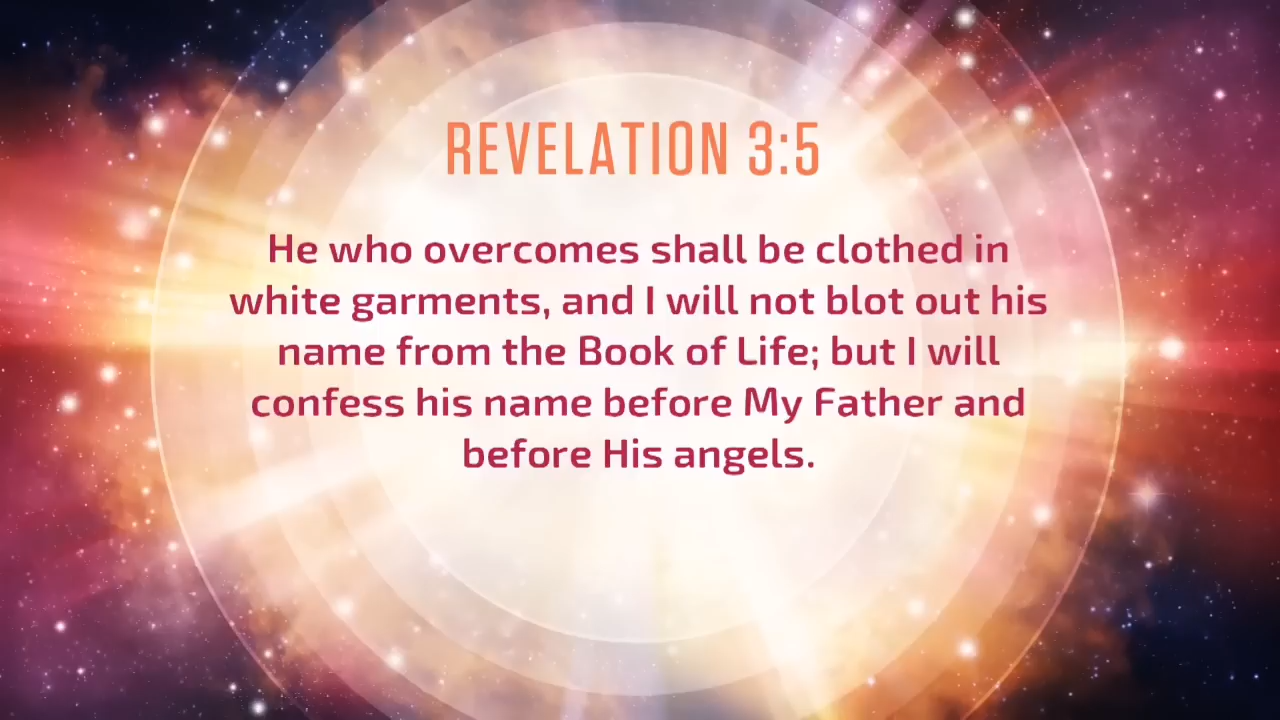 REVELATION 3:5
He who overcomes shall be clothed in
white garments, and I will not blot out his
name from the Book of Life; but I will
confess his name before My Father and
before His angels.